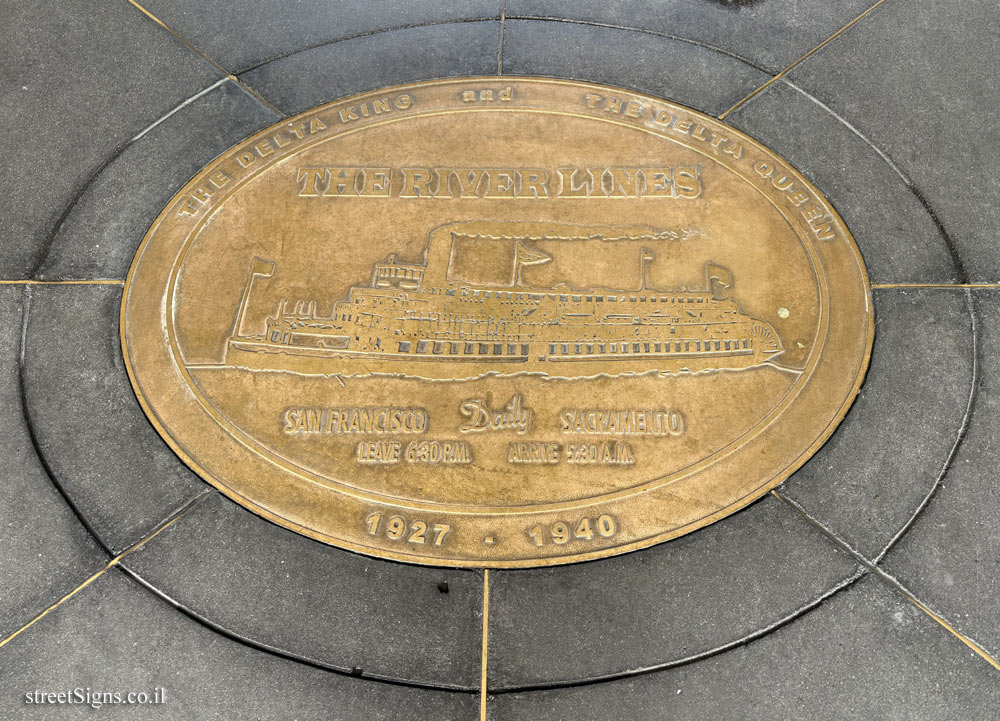 THE DELTA KING and THE DELTA QUEEN
THE RIVER LINES
SAN FRANCISCO Daily SACRAMENTO
LEAVE 6:30 P.M. ARRIVE 5:30 A.M.
1927 - 1940
streetSigns.co.il